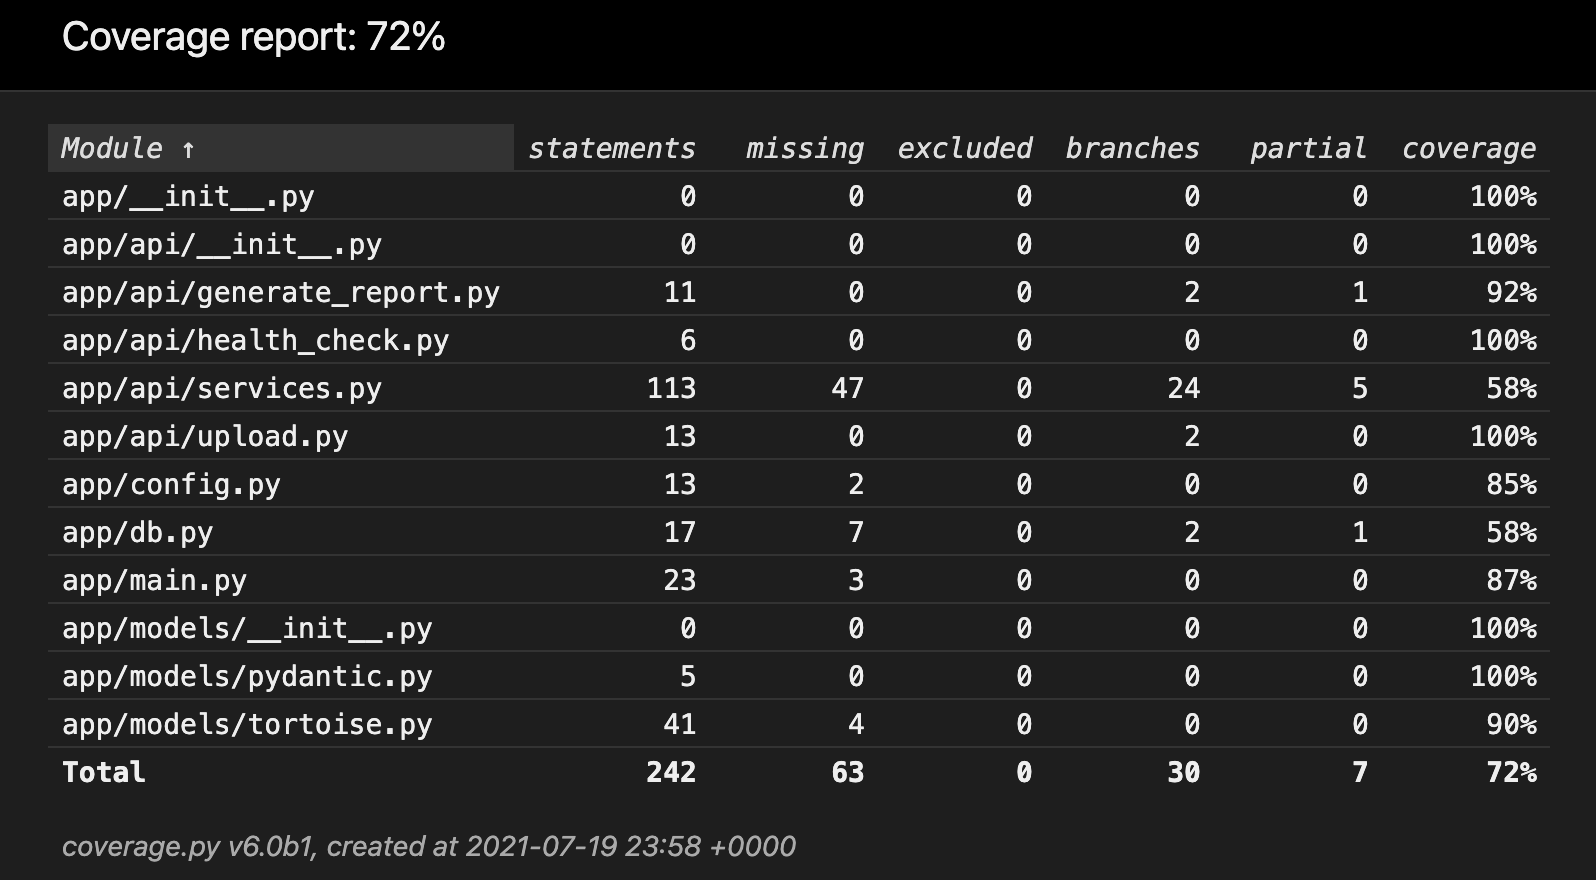 Coverage report: 72%
Module ↑ statements missing excluded branches partial coverage
app/__init__.py 0 0 0 0 0 100%
app/api/__init__.py 0 0 0 0 0 100%
app/api/generate_report.py 11 0 0 2 1 92%
app/api/health_check.py 6 0 0 0 0 100%
app/api/services.py 113 47 0 24 5 58%
app/api/upload.py 13 0 0 2 0 100%
app/config.py 13 2 0 0 0 85%
app/db.py 17 7 0 2 1 58%
app/main.py 23 3 0 0 0 87%
app/models/__init__.py 0 0 0 0 0 100%
app/models/pydantic.py 5 0 0 0 0 100%
app/models/tortoise.py 41 4 0 0 0 90%
Total 242 63 0 30 7 72%
coverage.py v6.0b1, created at 2021-07-19 23:58 +0000